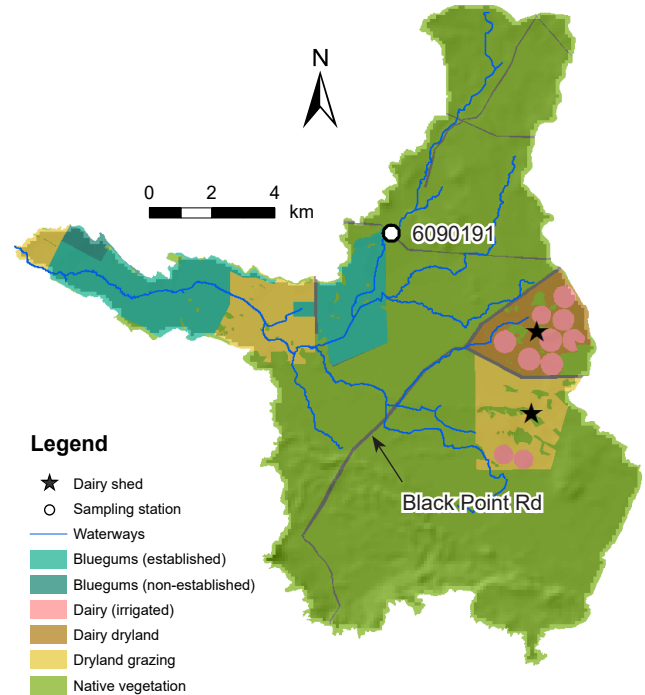 N
0 2 4
km
6090191
Black Point Rd
Legend
Dairy shed
Sampling station
Waterways
Bluegums (established)
Bluegums (non-established)
Dairy (irrigated)
Dairy dryland
Dryland grazing
Native vegetation